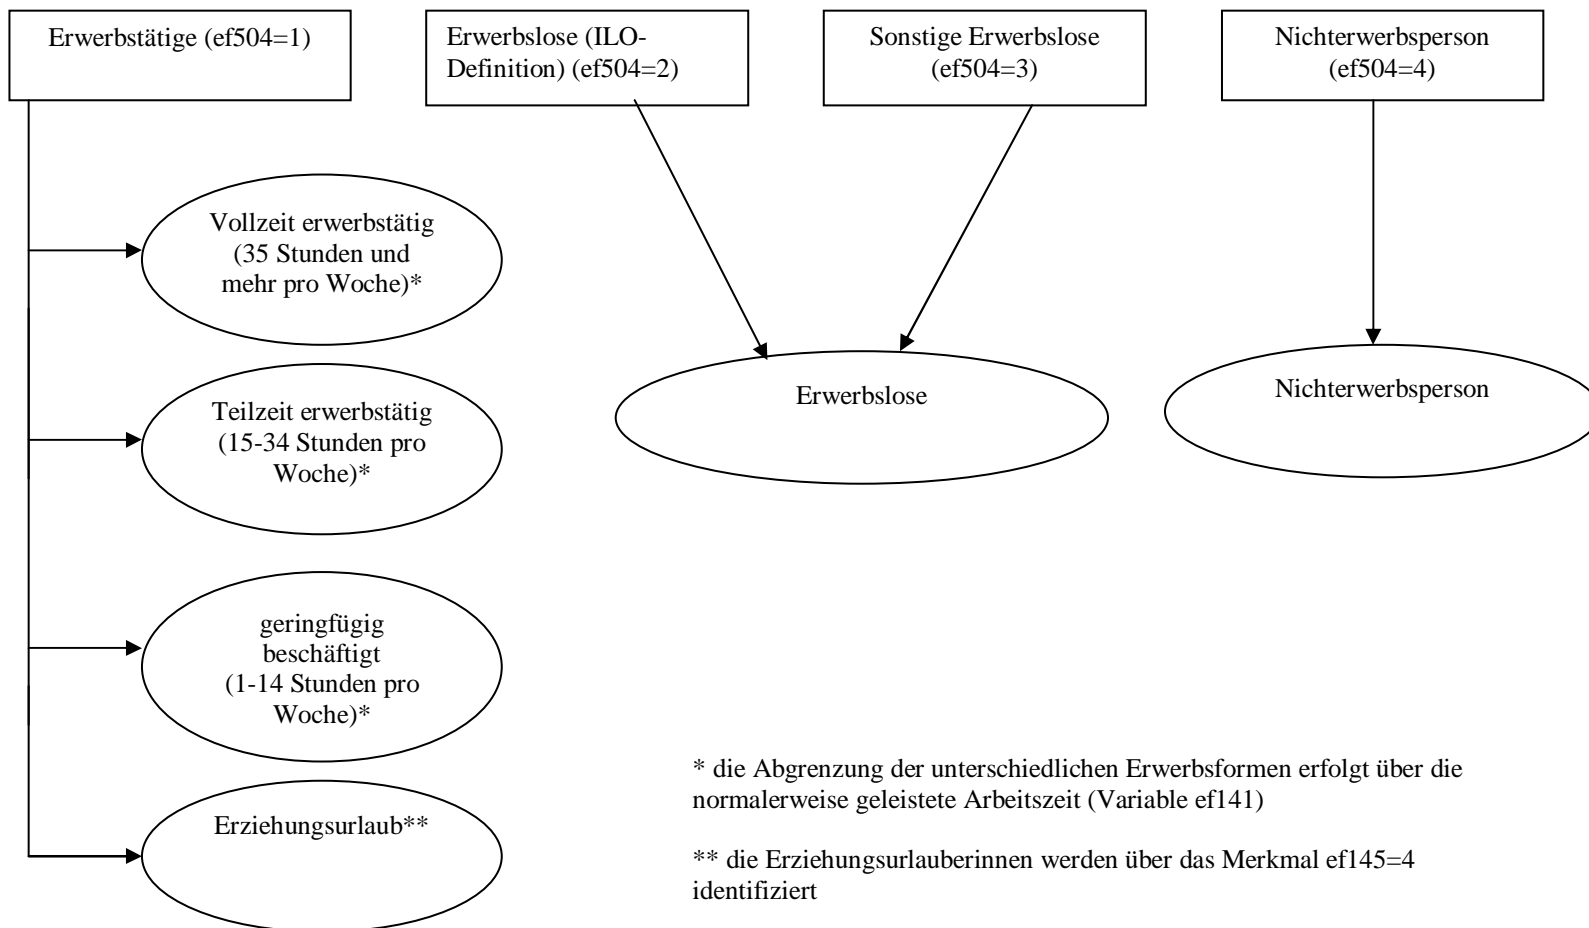 Erwerbstätige (ef504=1)
Erwerbslose (ILO-
Definition) (ef504=2)
Sonstige Erwerbslose
(ef504=3)
Nichterwerbsperson
(ef504=4)
Vollzeit erwerbstätig
(35 Stunden und
mehr pro Woche)*
Teilzeit erwerbstätig
(15-34 Stunden pro
Woche)*
geringfügig
beschäftigt
(1-14 Stunden pro
Woche)*
Erziehungsurlaub**
Erwerbslose
Nichterwerbsperson
* die Abgrenzung der unterschiedlichen Erwerbsformen erfolgt über die
normalerweise geleistete Arbeitszeit (Variable ef141)
** die Erziehungsurlauberinnen werden über das Merkmal ef145=4
identifiziert